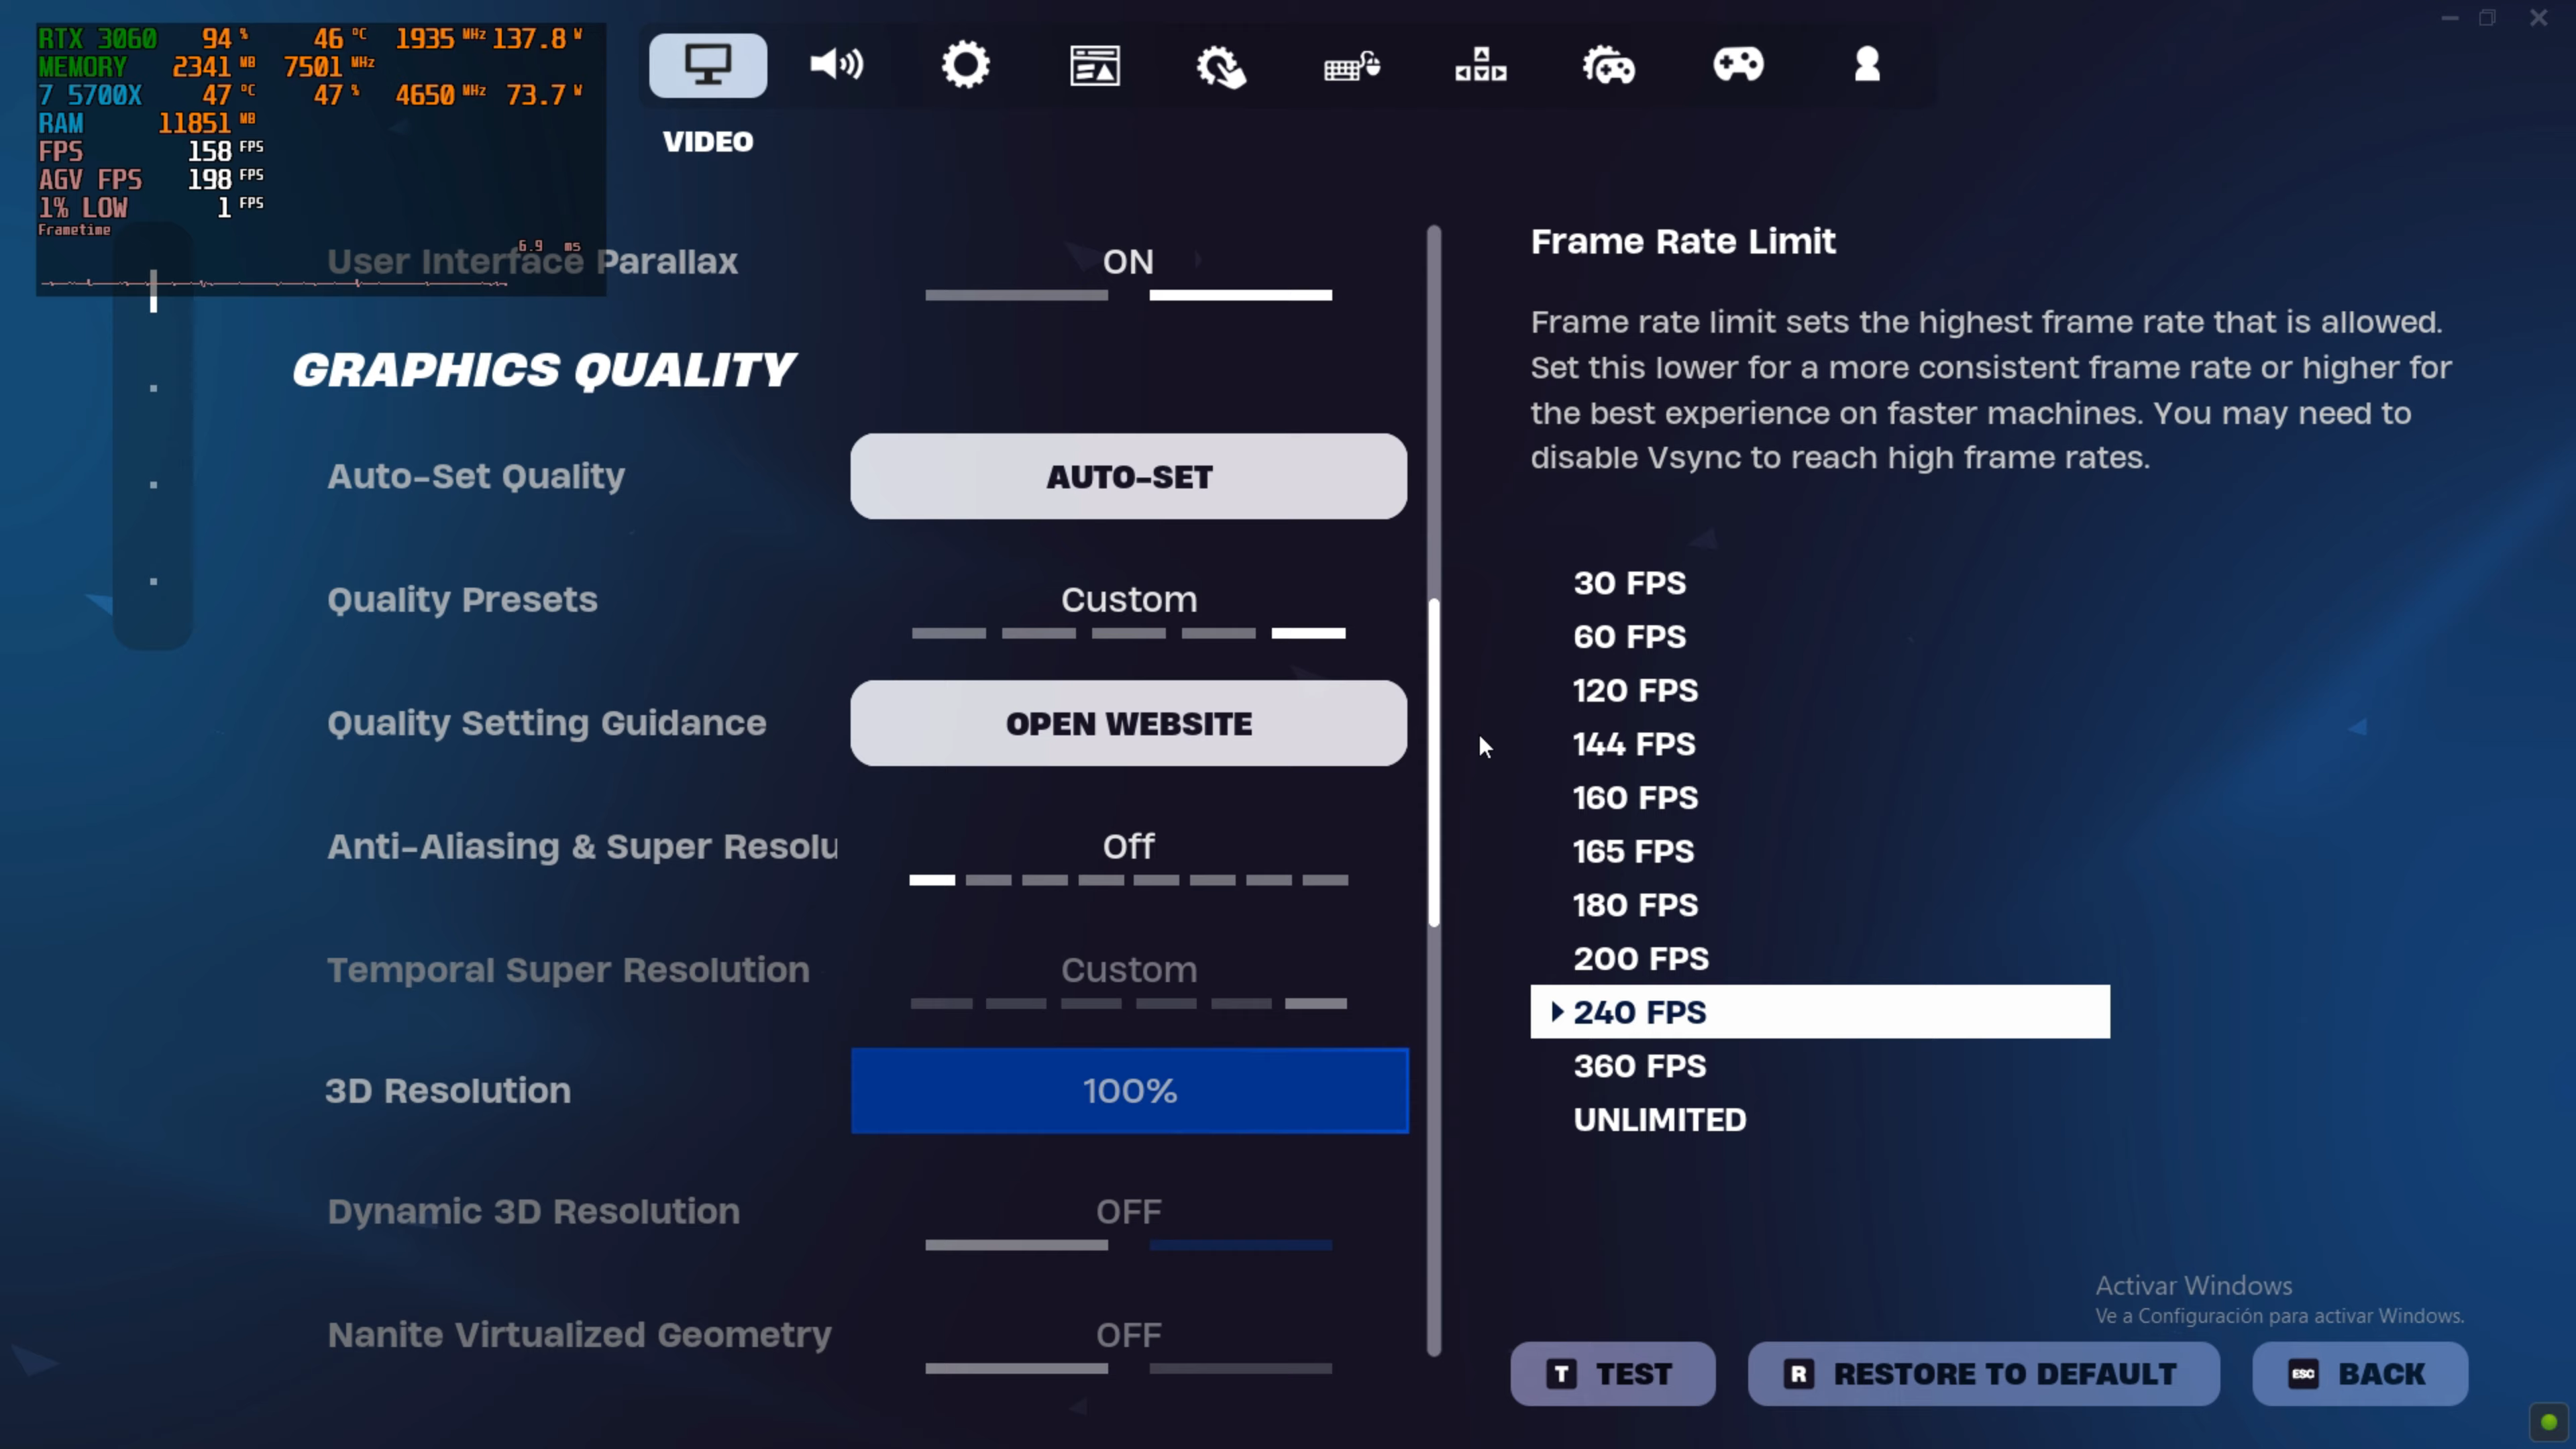 RTX 3060 94 % 46 °C 1935 MHz 137.8 W
MEMORY 2341 MB 7501 MHz
7 5700X 47 °C 47 % 4650 MHz 73.7 W
RAM 11851 MB
FPS 158 FPS
AGV FPS 198 FPS
1% LOW 1 FPS
Frametime
6.9 ms
VIDEO
User Interface Parallax ON
GRAPHICS QUALITY
Auto-Set Quality AUTO-SET
Quality Presets Custom
Quality Setting Guidance OPEN WEBSITE
Anti-Aliasing & Super Resolu Off
Temporal Super Resolution Custom
3D Resolution 100%
Dynamic 3D Resolution OFF
Nanite Virtualized Geometry OFF
Frame Rate Limit
Frame rate limit sets the highest frame rate that is allowed.
Set this lower for a more consistent frame rate or higher for
the best experience on faster machines. You may need to
disable Vsync to reach high frame rates.
30 FPS
60 FPS
120 FPS
144 FPS
160 FPS
165 FPS
180 FPS
200 FPS
240 FPS
360 FPS
UNLIMITED
Activar Windows
Ve a Configuración para activar Windows.
T TEST
R RESTORE TO DEFAULT
ESC BACK